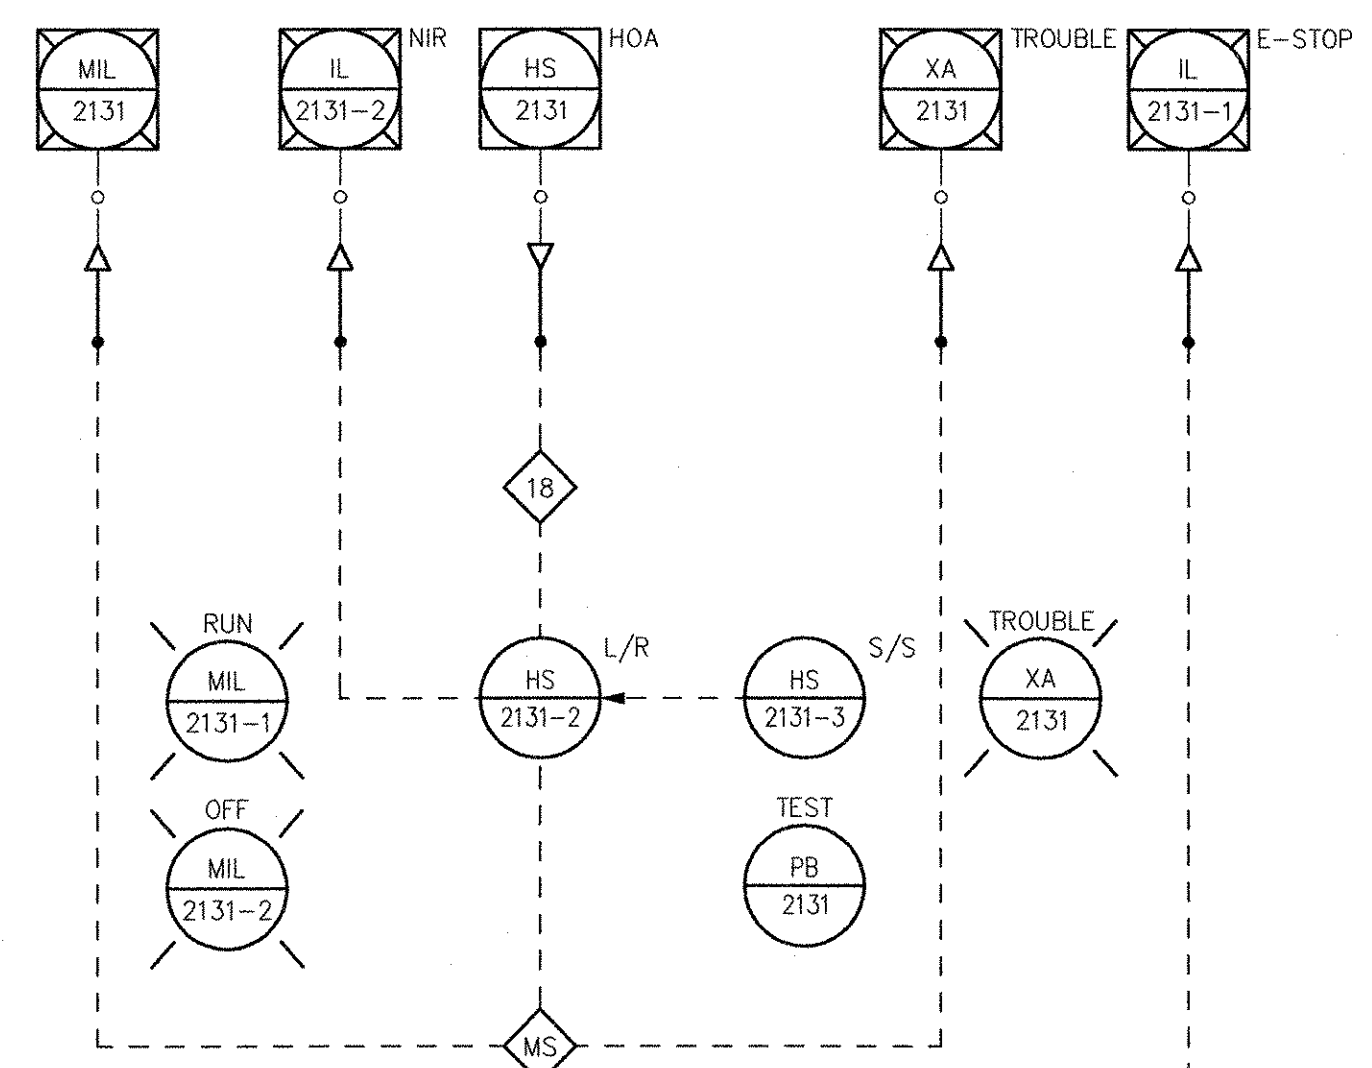 MIL
2131
IL
2131-2
NIR
HS
2131
HOA
XA
2131
TROUBLE
IL
2131-1
E-STOP
18
RUN
MIL
2131-1
HS
2131-2
L/R
HS
2131-3
S/S
TROUBLE
XA
2131
OFF
MIL
2131-2
TEST
PB
2131
MS